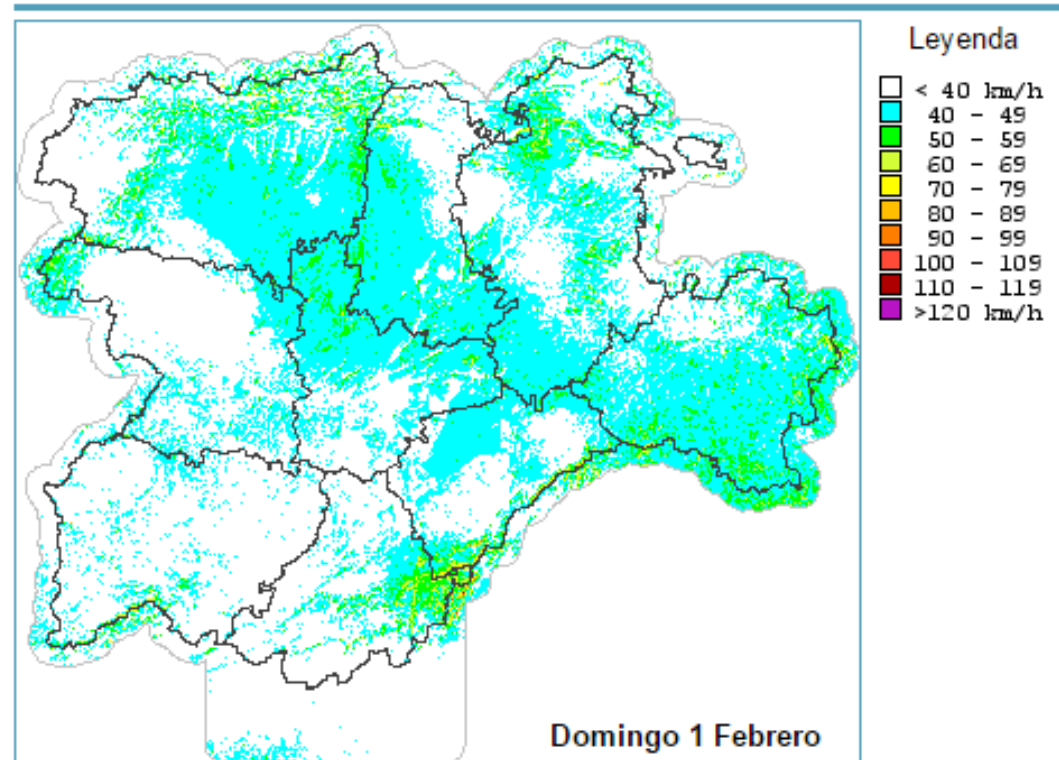 Leyenda
< 40 km/h
40 - 49
50 - 59
60 - 69
70 - 79
80 - 89
90 - 99
100 - 109
110 - 119
>120 km/h
Domingo 1 Febrero